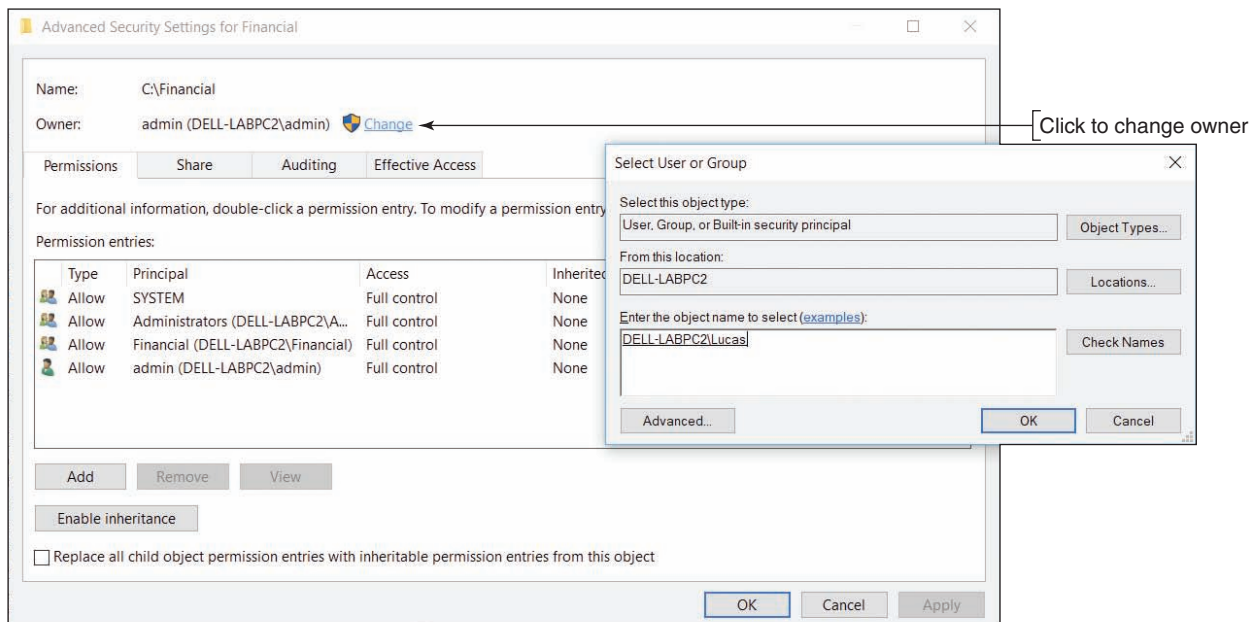 Advanced Security Settings for Financial
Name: C:\Financial
Owner: admin (DELL-LABPC2\admin) Change
Click to change owner
Permissions Share Auditing Effective Access
For additional information, double-click a permission entry. To modify a permission entry
Permission entries:
Type Principal Access Inherited
Allow SYSTEM Full control None
Allow Administrators (DELL-LABPC2\A... Full control None
Allow Financial (DELL-LABPC2\Financial) Full control None
Allow admin (DELL-LABPC2\admin) Full control None
Add Remove View
Enable inheritance
Replace all child object permission entries with inheritable permission entries from this object
OK Cancel Apply
Select User or Group
Select this object type:
User, Group, or Built-in security principal Object Types...
From this location:
DELL-LABPC2 Locations...
Enter the object name to select (examples):
DELL-LABPC2\Lucas Check Names
Advanced... OK Cancel